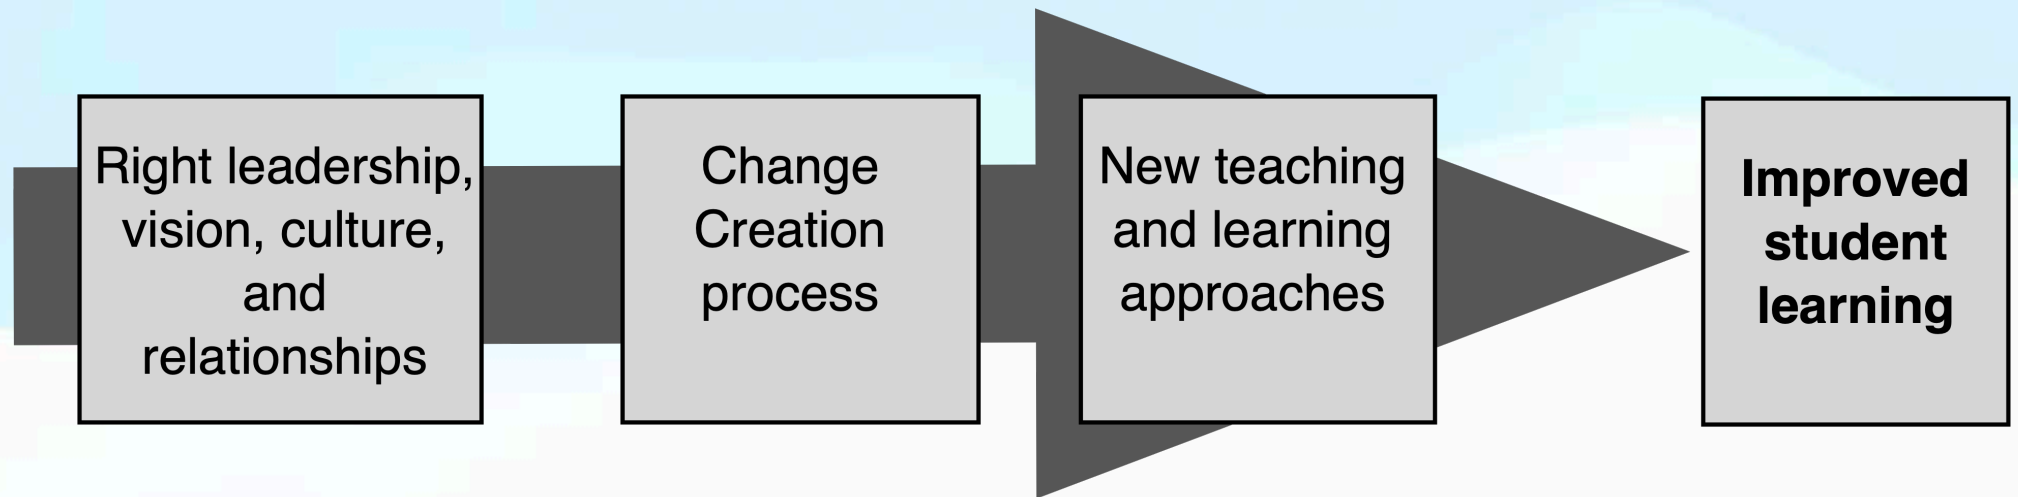 Right leadership,
vision, culture,
and
relationships
Change
Creation
process
New teaching
and learning
approaches
Improved
student
learning